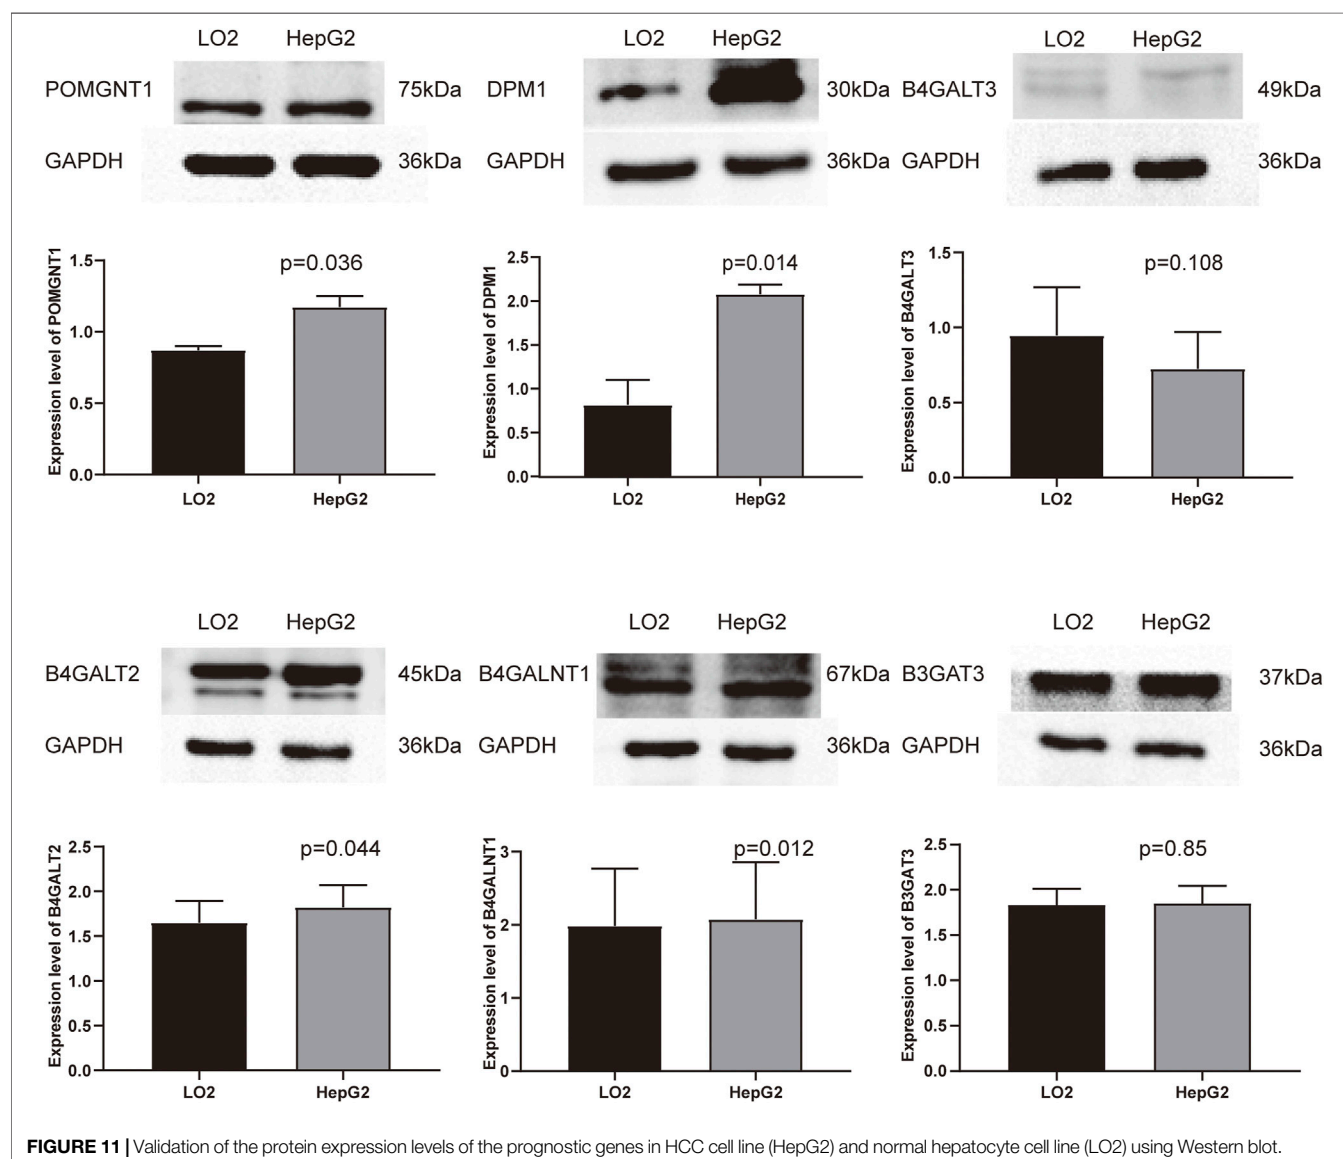 LO2 HepG2
POMGNT1 75kDa
GAPDH 36kDa
LO2 HepG2
DPM1 30kDa
GAPDH 36kDa
LO2 HepG2
B4GALT3 49kDa
GAPDH 36kDa
Expression level of POMGNT1
p=0.036
1.5
1.0
0.5
0.0
LO2 HepG2
Expression level of DPM1
p=0.014
2.5
2.0
1.5
1.0
0.5
0.0
LO2 HepG2
Expression level of B4GALT3
p=0.108
1.5
1.0
0.5
0.0
LO2 HepG2
LO2 HepG2
B4GALT2 45kDa
GAPDH 36kDa
LO2 HepG2
B4GALNT1 67kDa
GAPDH 36kDa
LO2 HepG2
B3GAT3 37kDa
GAPDH 36kDa
Expression level of B4GALT2
p=0.044
2.5
2.0
1.5
1.0
0.5
0.0
LO2 HepG2
Expression level of B4GALNT1
p=0.012
3
2
1
0
LO2 HepG2
Expression level of B3GAT3
p=0.85
2.5
2.0
1.5
1.0
0.5
0.0
LO2 HepG2
FIGURE 11 | Validation of the protein expression levels of the prognostic genes in HCC cell line (HepG2) and normal hepatocyte cell line (LO2) using Western blot.